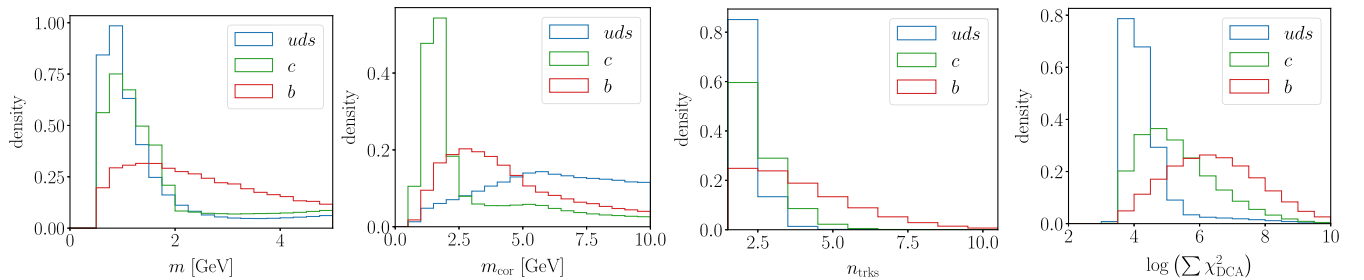 density
1.00
0.75
0.50
0.25
0.00
0
2
4
m [GeV]
uds
c
b
density
0.4
0.2
0.0
0.0
2.5
5.0
7.5
10.0
m_cor [GeV]
uds
c
b
density
0.8
0.6
0.4
0.2
0.0
2.5
5.0
7.5
10.0
n_trks
uds
c
b
density
0.8
0.6
0.4
0.2
0.0
2
4
6
8
10
log (∑ χ²_DCA)
uds
c
b